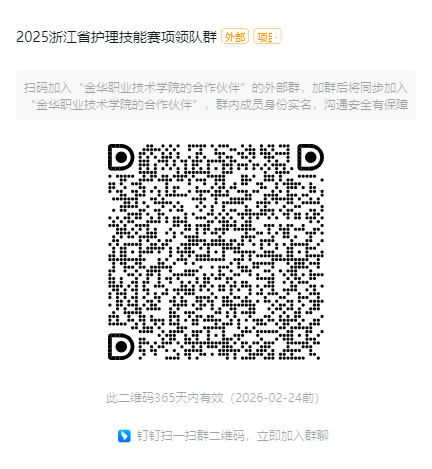 2025浙江省护理技能赛项领队群 外部 项目
扫码加入“金华职业技术学院的合作伙伴”的外部群，加群后将同步加入
“金华职业技术学院的合作伙伴”，群内成员身份实名，沟通安全有保障
此二维码365天内有效（2026-02-24前）
钉钉扫一扫群二维码，立即加入群聊